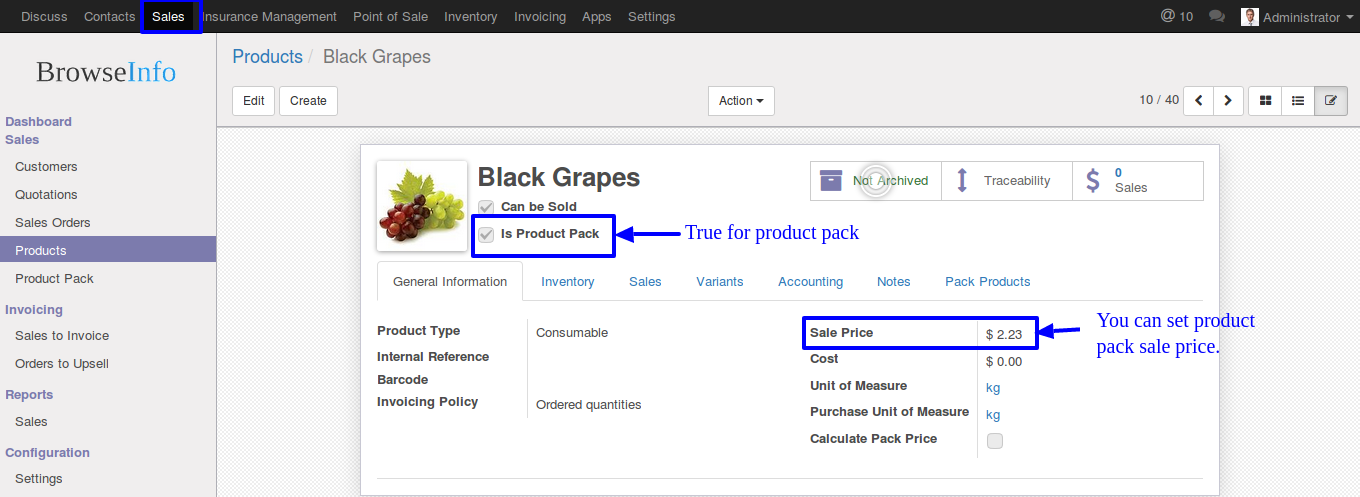 Discuss Contacts Sales Insurance Management Point of Sale Inventory Invoicing Apps Settings @ 10 Administrator
BrowseInfo
Dashboard
Sales
Customers
Quotations
Sales Orders
Products
Product Pack
Invoicing
Sales to Invoice
Orders to Upsell
Reports
Sales
Configuration
Settings
Products / Black Grapes
Edit Create Action 10 / 40
Black Grapes
Can be Sold
Is Product Pack
True for product pack
Not Archived
Traceability
0
Sales
General Information Inventory Sales Variants Accounting Notes Pack Products
Product Type Consumable
Internal Reference
Barcode
Invoicing Policy Ordered quantities
Sale Price $ 2.23
Cost $ 0.00
Unit of Measure kg
Purchase Unit of Measure kg
Calculate Pack Price
You can set product
pack sale price.